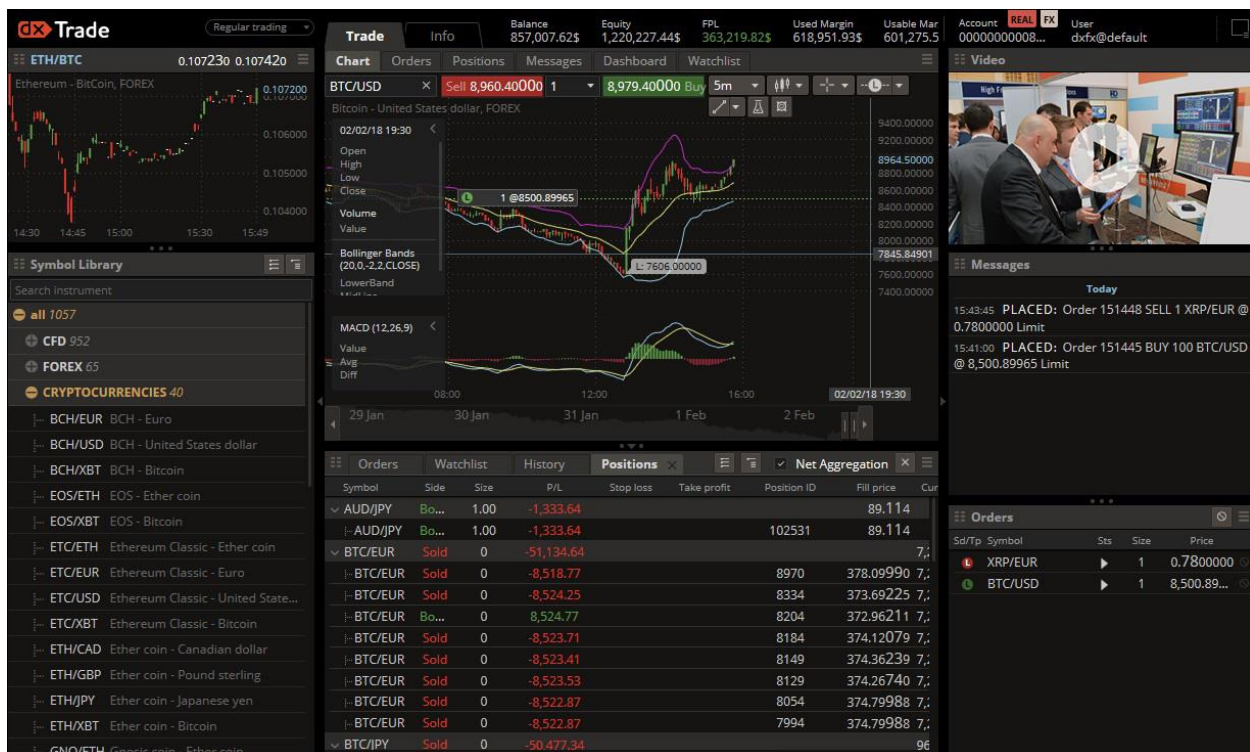 dx Trade
Regular trading
Trade
Info
Balance
857,007.62$
Equity
1,220,227.44$
FPL
363,219.82$
Used Margin
618,951.93$
Usable Mar
601,275.5
Account REAL FX
00000000008...
User
dxfx@default
ETH/BTC 0.107230 0.107420
Ethereum - BitCoin, FOREX
0.107200
0.106000
0.105000
0.104000
14:30 14:45 15:00 15:30 15:49
Symbol Library
Search instrument
all 1057
CFD 952
FOREX 65
CRYPTOCURRENCIES 40
BCH/EUR BCH - Euro
BCH/USD BCH - United States dollar
BCH/XBT BCH - Bitcoin
EOS/ETH EOS - Ether coin
EOS/XBT EOS - Bitcoin
ETC/ETH Ethereum Classic - Ether coin
ETC/EUR Ethereum Classic - Euro
ETC/USD Ethereum Classic - United State...
ETC/XBT Ethereum Classic - Bitcoin
ETH/CAD Ether coin - Canadian dollar
ETH/GBP Ether coin - Pound sterling
ETH/JPY Ether coin - Japanese yen
ETH/XBT Ether coin - Bitcoin
GNO/ETH Gnosis coin - Ether coin
Chart Orders Positions Messages Dashboard Watchlist
BTC/USD × Sell 8,960.40000 1 8,979.40000 Buy 5m
Bitcoin - United States dollar, FOREX
02/02/18 19:30
Open
High
Low
Close
Volume
Value
Bollinger Bands
(20,0,-2,2,CLOSE)
LowerBand
MidLine
MACD (12,26,9)
Value
Avg
Diff
L 1 @8500.89965
L: 7606.00000
9400.00000
9200.00000
8964.50000
8800.00000
8600.00000
8400.00000
8200.00000
8000.00000
7845.84901
7600.00000
7400.00000
08:00 12:00 16:00 02/02/18 19:30
29 Jan 30 Jan 31 Jan 1 Feb 2 Feb
Orders Watchlist History Positions × Net Aggregation ×
Symbol Side Size P/L Stop loss Take profit Position ID Fill price Cur
AUD/JPY Bo... 1.00 -1,333.64 89.114
AUD/JPY Bo... 1.00 -1,333.64 102531 89.114
BTC/EUR Sold 0 -51,134.64 7,
BTC/EUR Sold 0 -8,518.77 8970 378.09990 7,
BTC/EUR Sold 0 -8,524.25 8334 373.69225 7,
BTC/EUR Bo... 0 8,524.77 8204 372.96211 7,
BTC/EUR Sold 0 -8,523.71 8184 374.12079 7,
BTC/EUR Sold 0 -8,523.41 8149 374.36239 7,
BTC/EUR Sold 0 -8,523.53 8129 374.26740 7,
BTC/EUR Sold 0 -8,522.87 8054 374.79988 7,
BTC/EUR Sold 0 -8,522.87 7994 374.79988 7,
BTC/JPY Sold 0 -50,477.34 96
Video
High
Messages
Today
15:43:45 PLACED: Order 151448 SELL 1 XRP/EUR @
0.7800000 Limit
15:41:00 PLACED: Order 151445 BUY 100 BTC/USD
@ 8,500.89965 Limit
Orders
Sd/Tp Symbol Sts Size Price
L XRP/EUR 1 0.7800000
L BTC/USD 1 8,500.89...